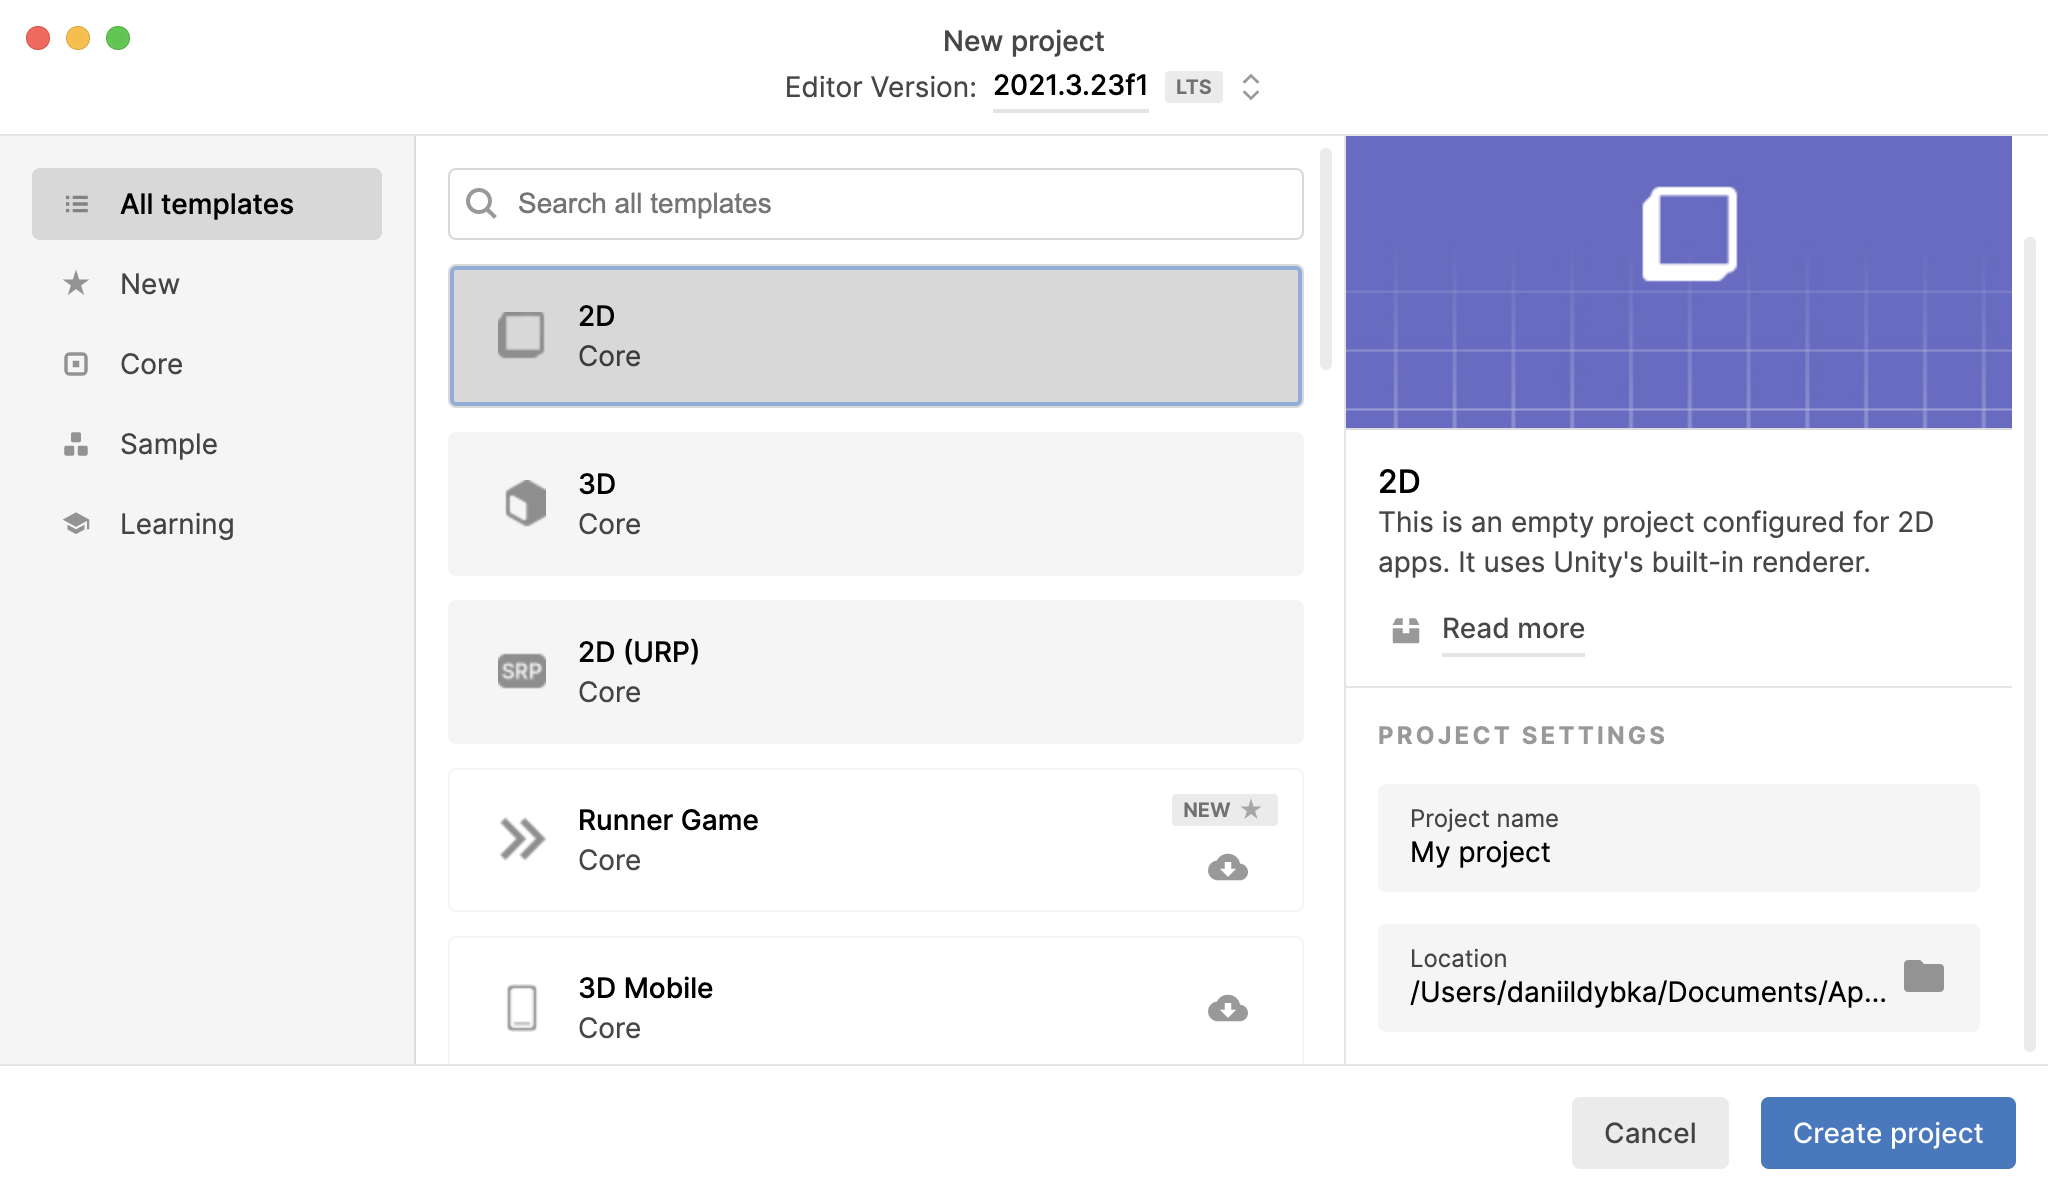 New project
Editor Version: 2021.3.23f1 LTS
All templates
New
Core
Sample
Learning
Search all templates
2D
Core
3D
Core
SRP
2D (URP)
Core
Runner Game
Core
NEW
3D Mobile
Core
2D
This is an empty project configured for 2D
apps. It uses Unity's built-in renderer.
Read more
PROJECT SETTINGS
Project name
My project
Location
/Users/daniildybka/Documents/Ap...
Cancel
Create project